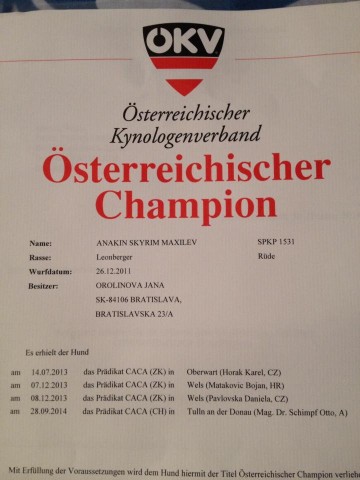 ÖKV
Österreichischer
Kynologenverband
Österreichischer
Champion
Name: ANAKIN SKYRIM MAXILEV SPKP 1531
Rasse: Leonberger Rüde
Wurfdatum: 26.12.2011
Besitzer: OROLINOVA JANA
SK-84106 BRATISLAVA,
BRATISLAVSKA 23/A
Es erhielt der Hund
am 14.07.2013 das Prädikat CACA (ZK) in Oberwart (Horak Karel, CZ)
am 07.12.2013 das Prädikat CACA (ZK) in Wels (Matakovic Bojan, HR)
am 08.12.2013 das Prädikat CACA (ZK) in Wels (Pavlovska Daniela, CZ)
am 28.09.2014 das Prädikat CACA (CH) in Tulln an der Donau (Mag. Dr. Schimpf Otto, A)
Mit Erfüllung der Voraussetzungen wird dem Hund hiermit der Titel Österreichischer Champion verliehe